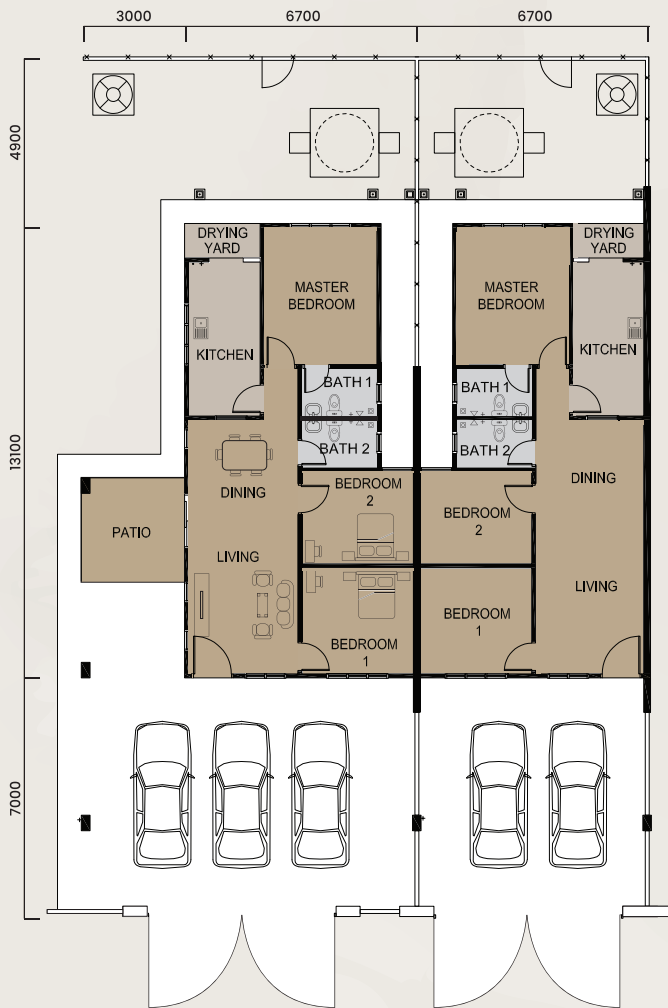 3000
6700
6700
4900
13100
7000
DRYING
YARD
MASTER
BEDROOM
KITCHEN
BATH 1
BATH 2
DINING
BEDROOM
2
PATIO
LIVING
BEDROOM
1
DRYING
YARD
MASTER
BEDROOM
KITCHEN
BATH 1
BATH 2
DINING
BEDROOM
2
LIVING
BEDROOM
1